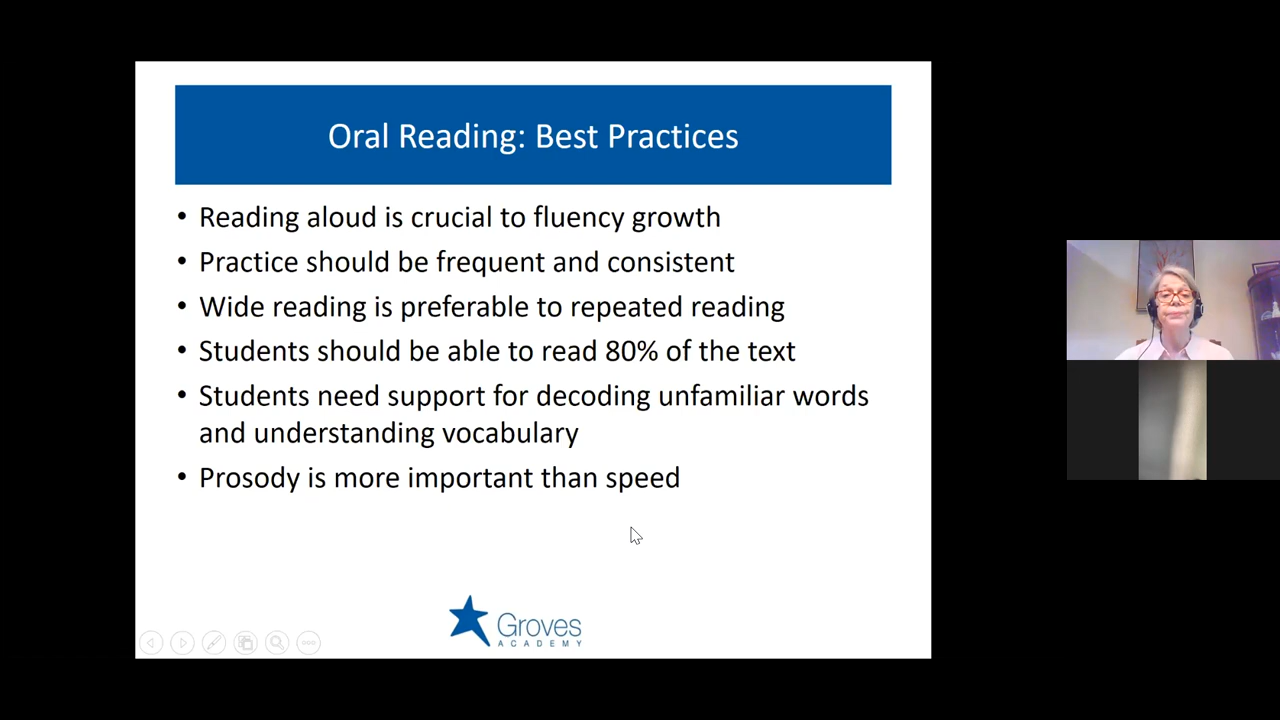 Oral Reading: Best Practices
• Reading aloud is crucial to fluency growth
• Practice should be frequent and consistent
• Wide reading is preferable to repeated reading
• Students should be able to read 80% of the text
• Students need support for decoding unfamiliar words
and understanding vocabulary
• Prosody is more important than speed
Groves
ACADEMY